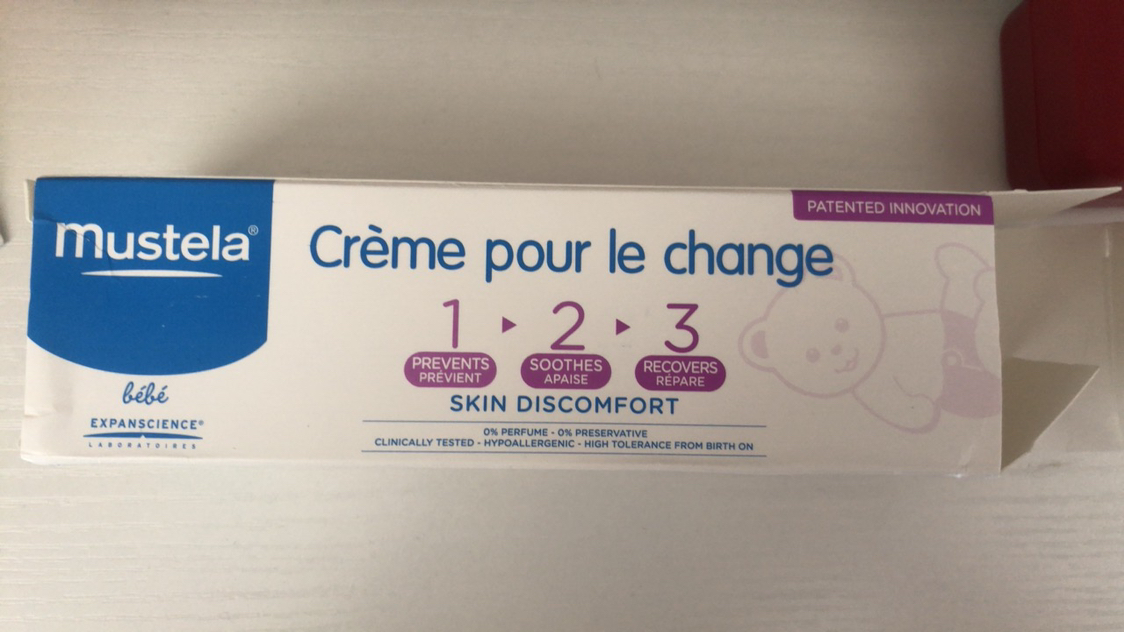 mustela®
bébé
EXPANSCIENCE®
LABORATOIRES
PATENTED INNOVATION
Crème pour le change
1 ▸ 2 ▸ 3
PREVENTS SOOTHES RECOVERS
PRÉVIENT APAISE RÉPARE
SKIN DISCOMFORT
0% PERFUME - 0% PRESERVATIVE
CLINICALLY TESTED - HYPOALLERGENIC - HIGH TOLERANCE FROM BIRTH ON